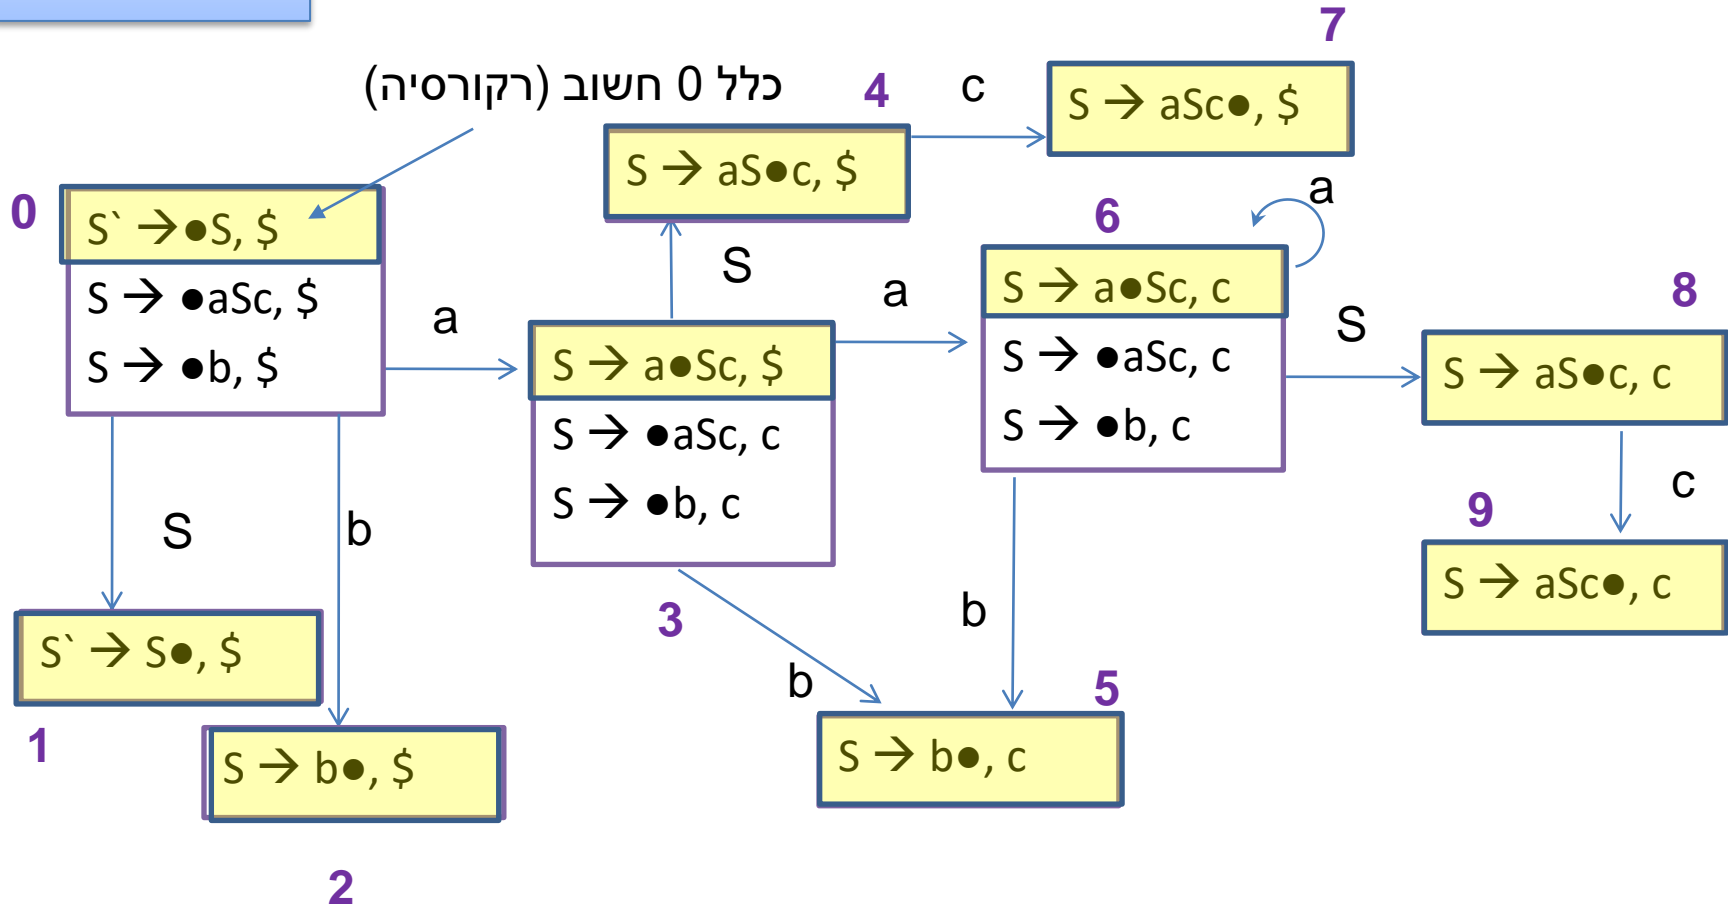 7
כלל 0 חשוב (רקורסיה)
4
c
S → aSc●, $
S → aS●c, $
0
S` → ●S, $
S → ●aSc, $
S → ●b, $
a
S
a
6
a
S → a●Sc, c
S → ●aSc, c
S → ●b, c
S → a●Sc, $
S → ●aSc, c
S → ●b, c
3
S
8
S → aS●c, c
c
9
S → aSc●, c
S
b
b
b
5
S` → S●, $
1
S → b●, $
2
S → b●, c